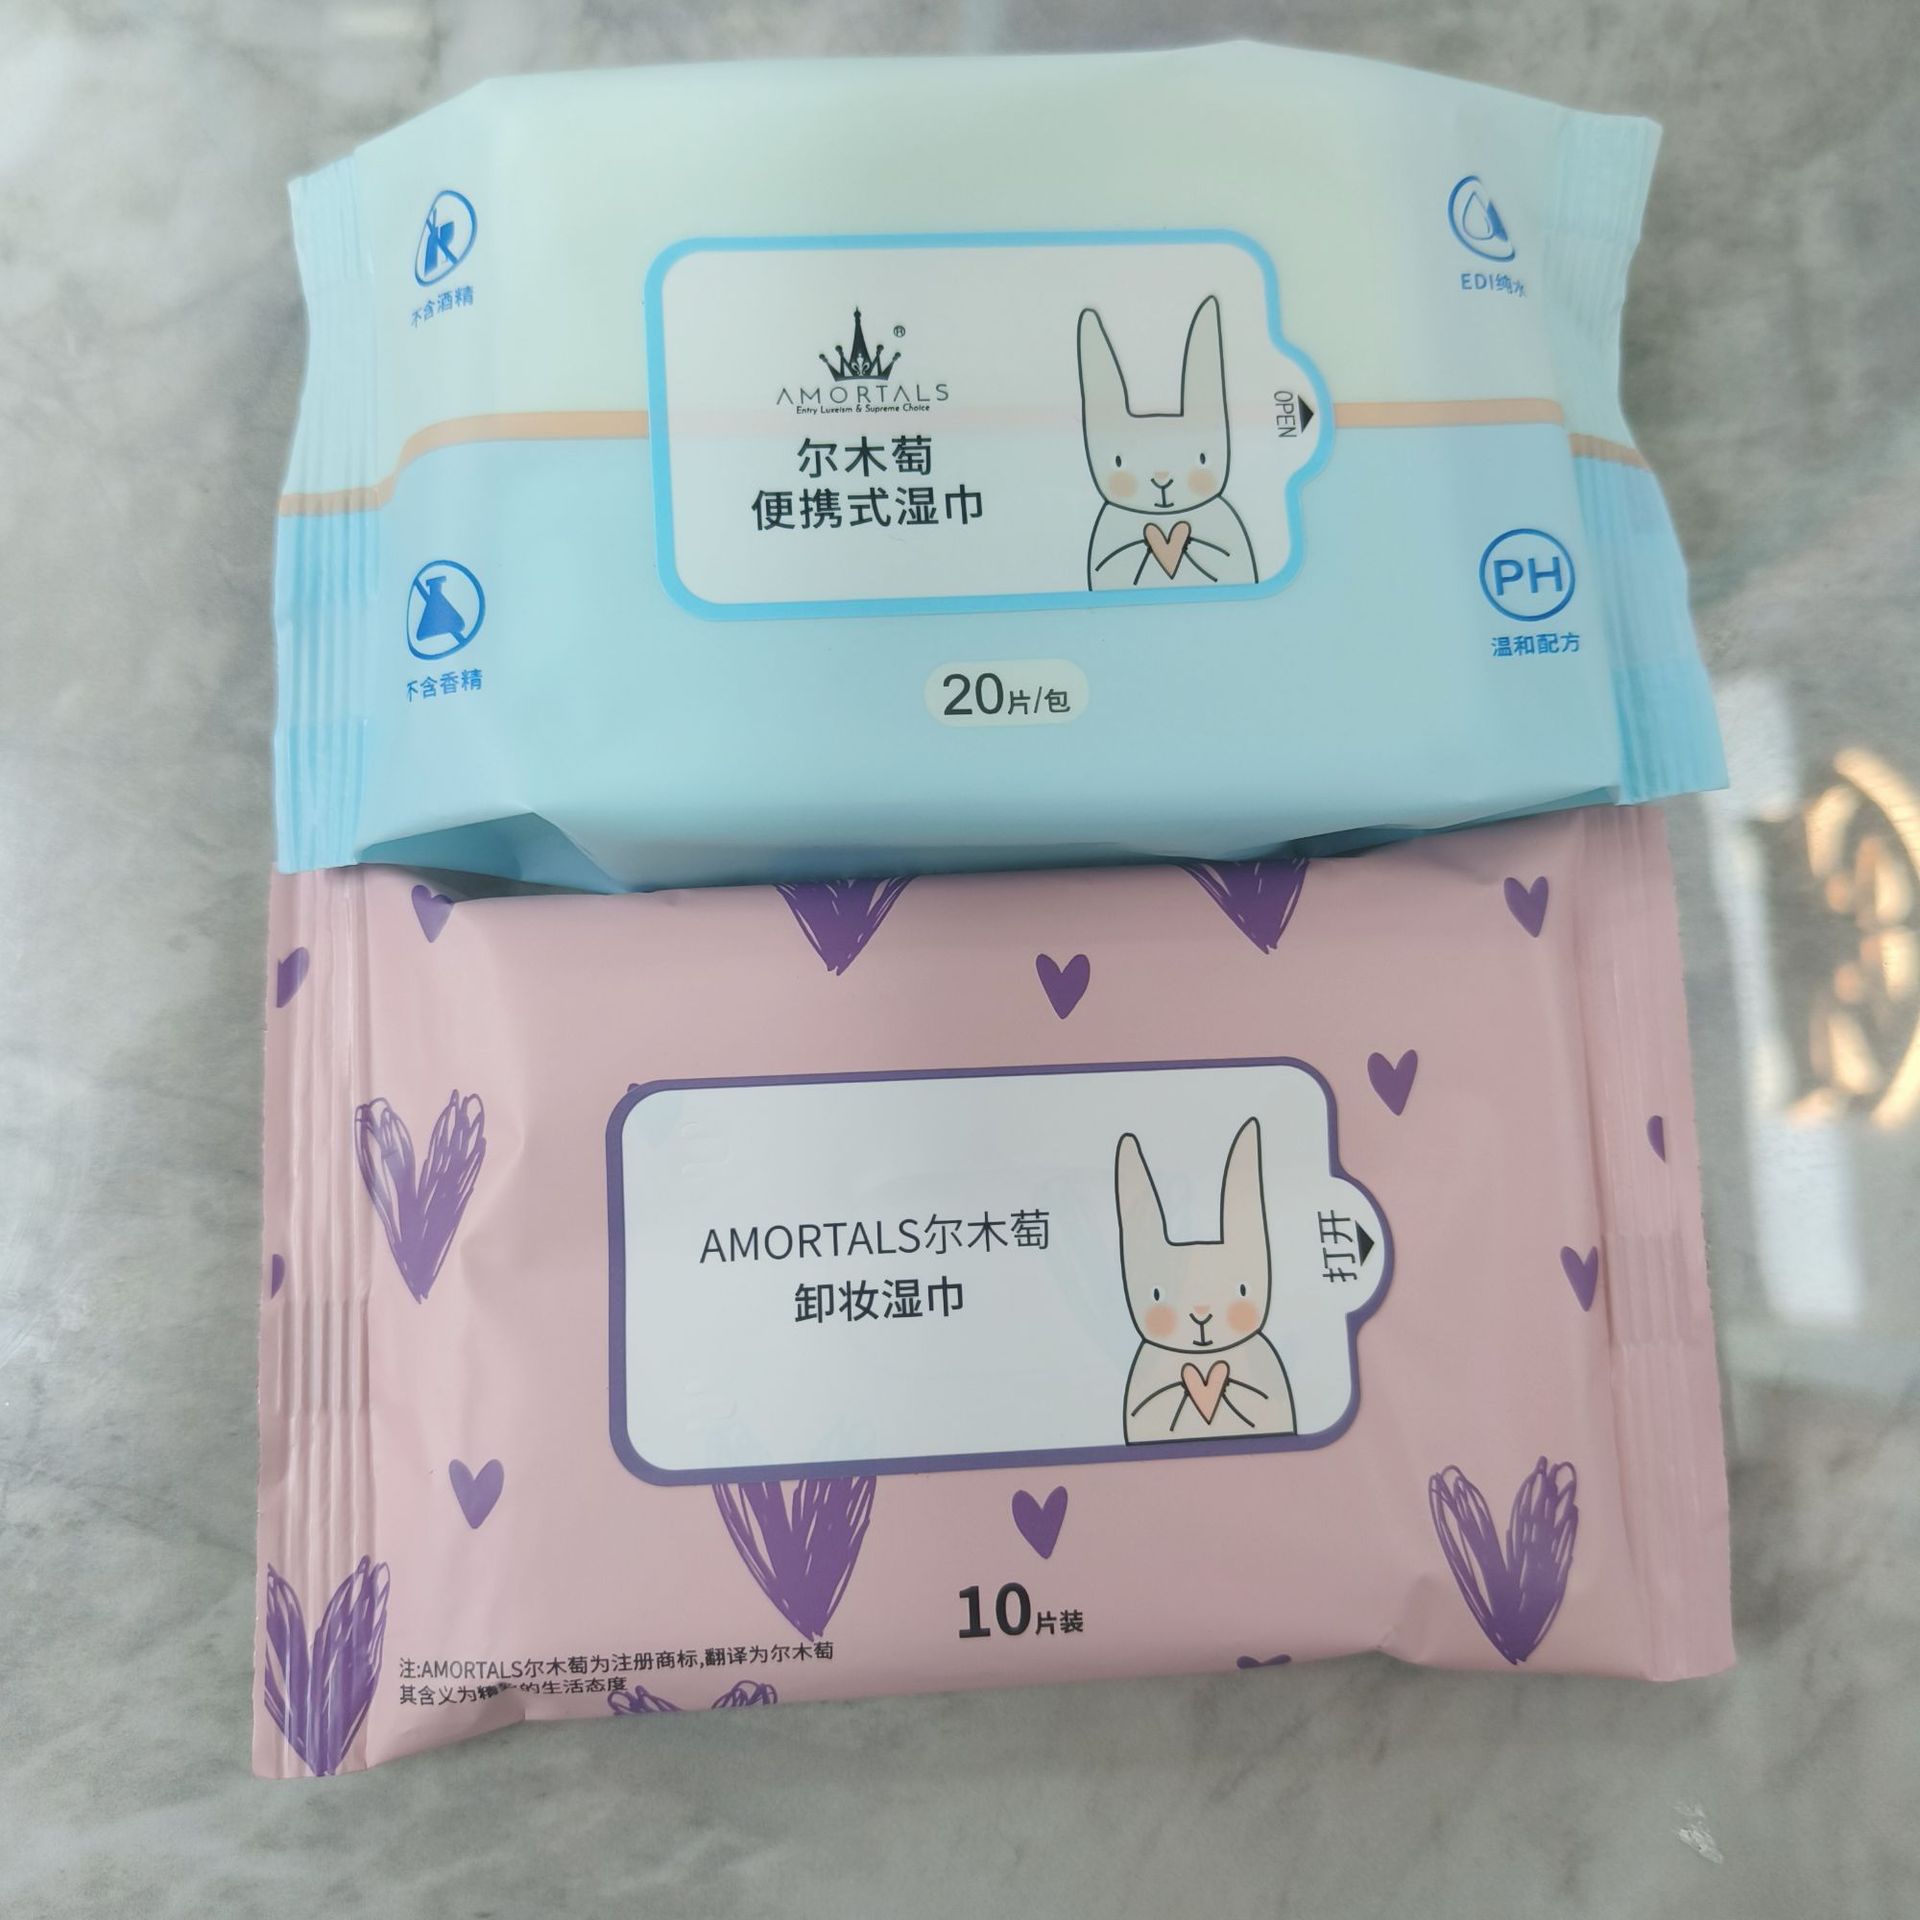 不含酒精
EDI纯水
AMORTALS
®
Entry Luxeism & Supreme Choice
尔木萄
便携式湿巾
OPEN
不含香精
PH
温和配方
20片/包
AMORTALS尔木萄
卸妆湿巾
打开
10片装
注:AMORTALS尔木萄为注册商标,翻译为尔木萄
其含义为精致的生活态度